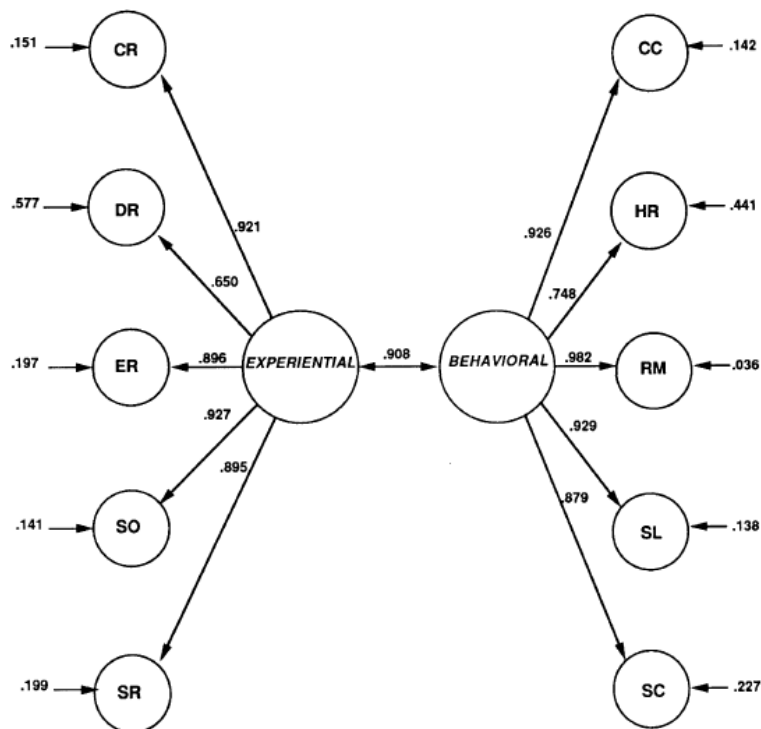 .151
CR
CC
.142
.577
DR
HR
.441
.921
.926
.650
.748
.197
ER
.896
EXPERIENTIAL
.908
BEHAVIORAL
.982
RM
.036
.927
.929
.895
.879
.141
SO
SL
.138
.199
SR
SC
.227